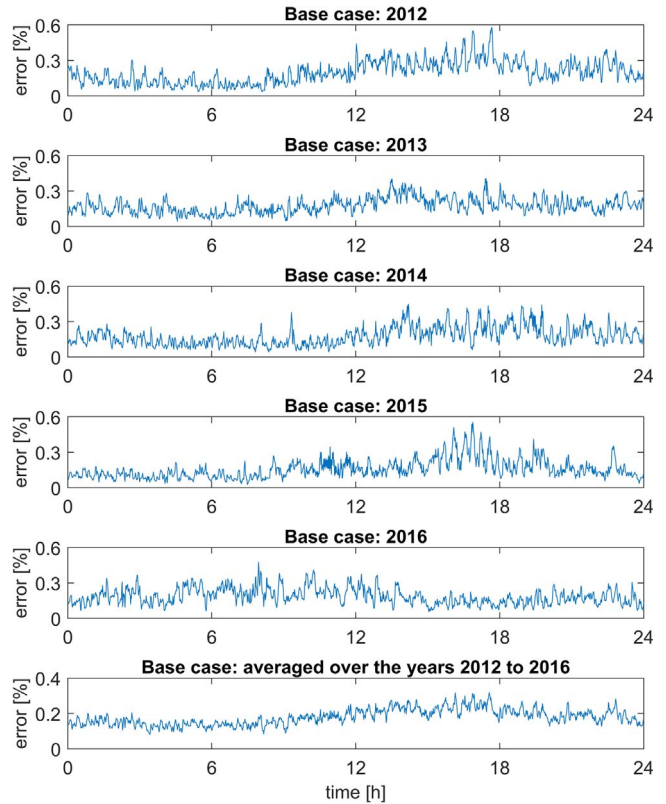 Base case: 2012
error [%]
0.6
0.3
0
0 6 12 18 24
Base case: 2013
error [%]
0.6
0.3
0
0 6 12 18 24
Base case: 2014
error [%]
0.6
0.3
0
0 6 12 18 24
Base case: 2015
error [%]
0.6
0.3
0
0 6 12 18 24
Base case: 2016
error [%]
0.6
0.3
0
0 6 12 18 24
Base case: averaged over the years 2012 to 2016
error [%]
0.4
0.2
0
0 6 12 18 24
time [h]